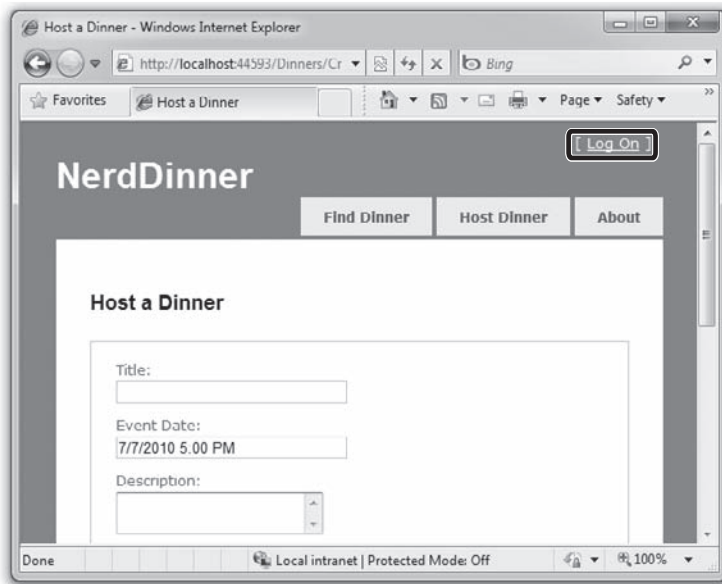 Host a Dinner - Windows Internet Explorer
http://localhost:44593/Dinners/Cr
Bing
Favorites
Host a Dinner
Page
Safety
»
[ Log On ]
NerdDinner
Find Dinner
Host Dinner
About
Host a Dinner
Title:
Event Date:
7/7/2010 5:00 PM
Description:
Done
Local intranet | Protected Mode: Off
100%